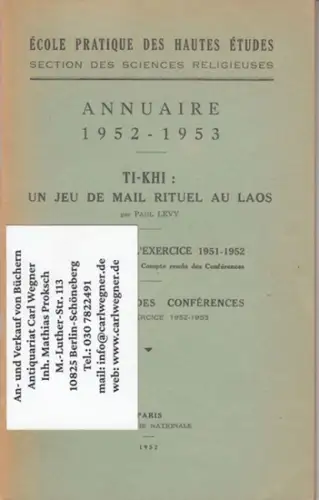 ÉCOLE PRATIQUE DES HAUTES ÉTUDES
SECTION DES SCIENCES RELIGIEUSES
ANNUAIRE
1952-1953
TI-KHI :
UN JEU DE MAIL RITUEL AU LAOS
par PAUL LÉVY
L'EXERCICE 1951-1952
Compte rendu des Conférences
DES CONFÉRENCES
EXERCICE 1952-1953
PARIS
NATIONALE
1952
An- und Verkauf von Büchern
Antiquariat Carl Wegner
Inh. Mathias Proksch
M.-Luther-Str. 113
10825 Berlin-Schöneberg
Tel.: 030 7822491
mail: info@carlwegner.de
web: www.carlwegner.de